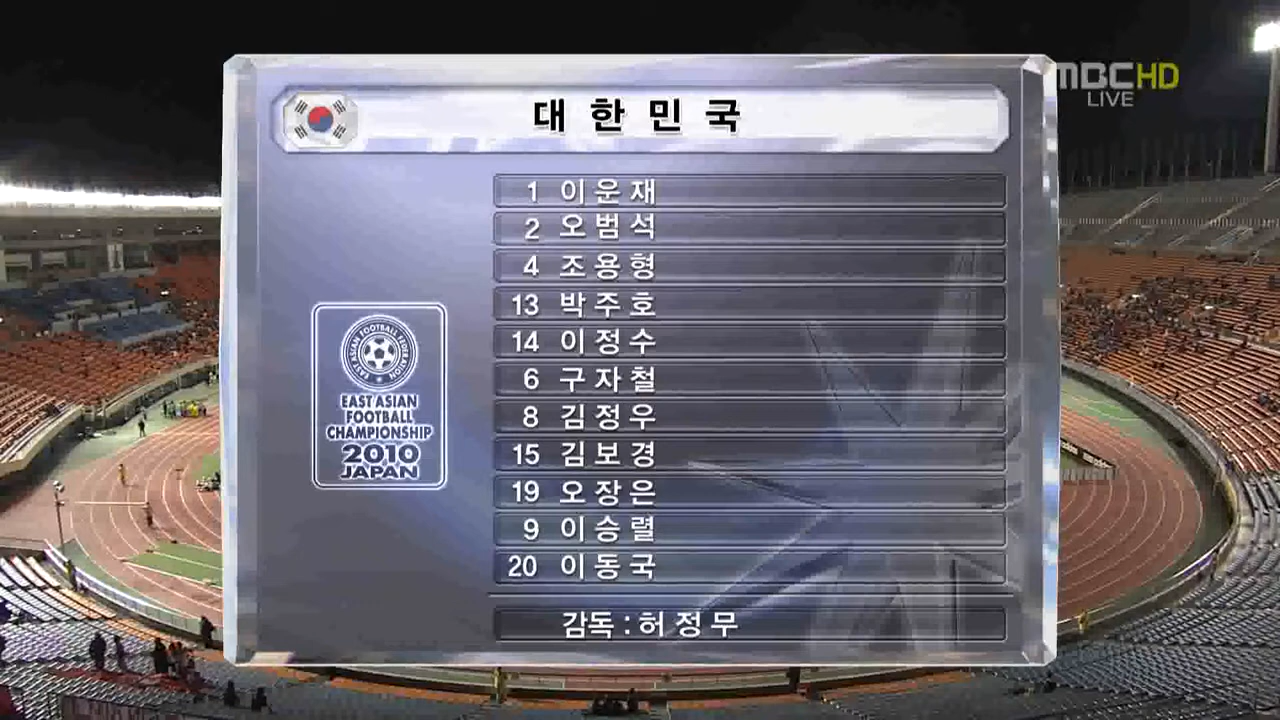 대한민국
MBC HD
LIVE
1 이운재
2 오범석
4 조용형
13 박주호
14 이정수
6 구자철
8 김정우
15 김보경
19 오장은
9 이승렬
20 이동국
감독 : 허정무
EAST ASIAN FOOTBALL FEDERATION
EAST ASIAN
FOOTBALL
CHAMPIONSHIP
2010
JAPAN